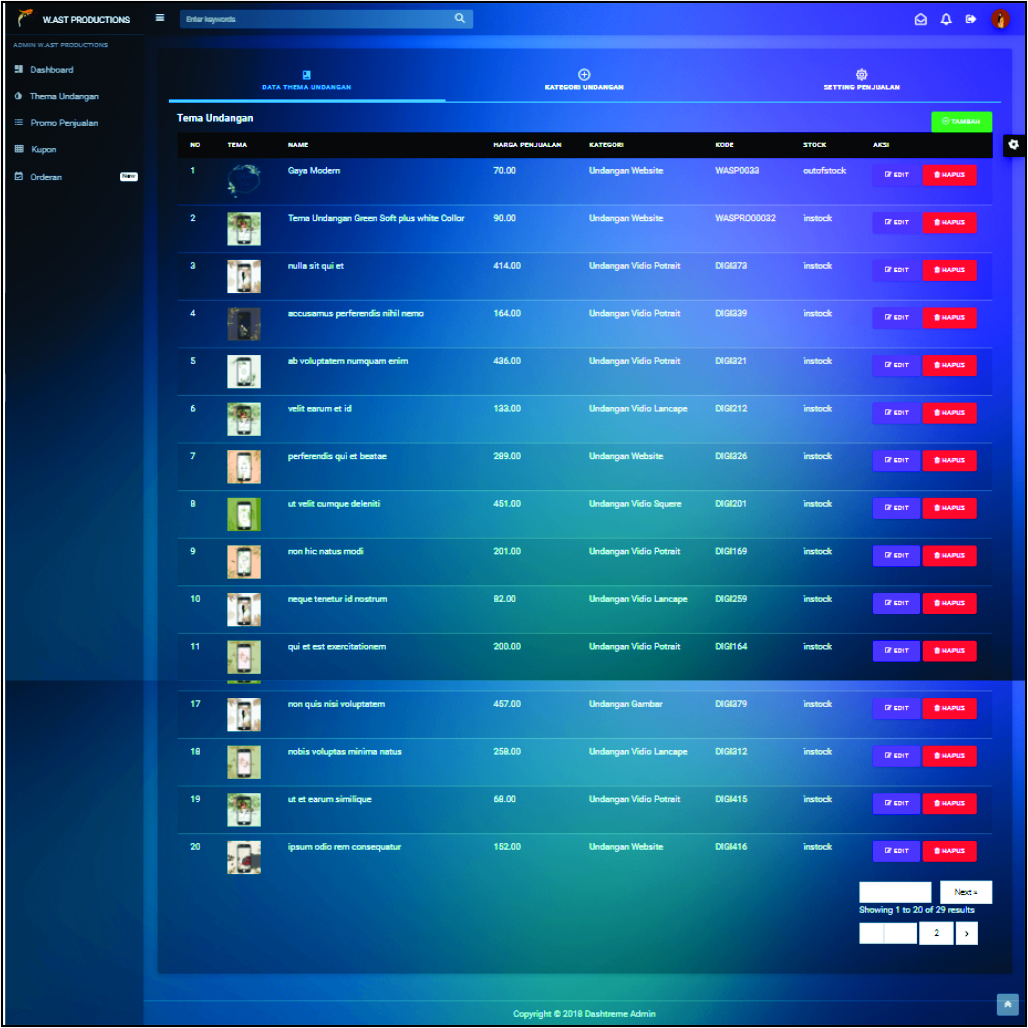 W.AST PRODUCTIONS
Enter keywords
ADMIN W.AST PRODUCTIONS
Dashboard
Thema Undangan
Promo Penjualan
Kupon
Orderan New
DATA THEMA UNDANGAN KATEGORI UNDANGAN SETTING PENJUALAN
Tema Undangan
TAMBAH
NO TEMA NAME HARGA PENJUALAN KATEGORI KODE STOCK AKSI
1 Gaya Modern 70.00 Undangan Website WASP0033 outofstock EDIT HAPUS
2 Tema Undangan Green Soft plus white Collor 90.00 Undangan Website WASPRO00032 instock EDIT HAPUS
3 nulla sit qui et 414.00 Undangan Vidio Potrait DIGI373 instock EDIT HAPUS
4 accusamus perferendis nihil nemo 164.00 Undangan Vidio Potrait DIGI339 instock EDIT HAPUS
5 ab voluptatem numquam enim 436.00 Undangan Vidio Potrait DIGI321 instock EDIT HAPUS
6 velit earum et id 133.00 Undangan Vidio Lancape DIGI212 instock EDIT HAPUS
7 perferendis qui et beatae 289.00 Undangan Website DIGI326 instock EDIT HAPUS
8 ut velit cumque deleniti 451.00 Undangan Vidio Squere DIGI201 instock EDIT HAPUS
9 non hic natus modi 201.00 Undangan Vidio Potrait DIGI169 instock EDIT HAPUS
10 neque tenetur id nostrum 82.00 Undangan Vidio Lancape DIGI259 instock EDIT HAPUS
11 qui et est exercitationem 200.00 Undangan Vidio Potrait DIGI164 instock EDIT HAPUS
17 non quis nisi voluptatem 457.00 Undangan Gambar DIGI379 instock EDIT HAPUS
18 nobis voluptas minima natus 258.00 Undangan Vidio Lancape DIGI312 instock EDIT HAPUS
19 ut et earum similique 68.00 Undangan Vidio Potrait DIGI415 instock EDIT HAPUS
20 ipsum odio rem consequatur 152.00 Undangan Website DIGI416 instock EDIT HAPUS
Next »
Showing 1 to 20 of 29 results
2 ›
Copyright © 2018 Dashtreme Admin